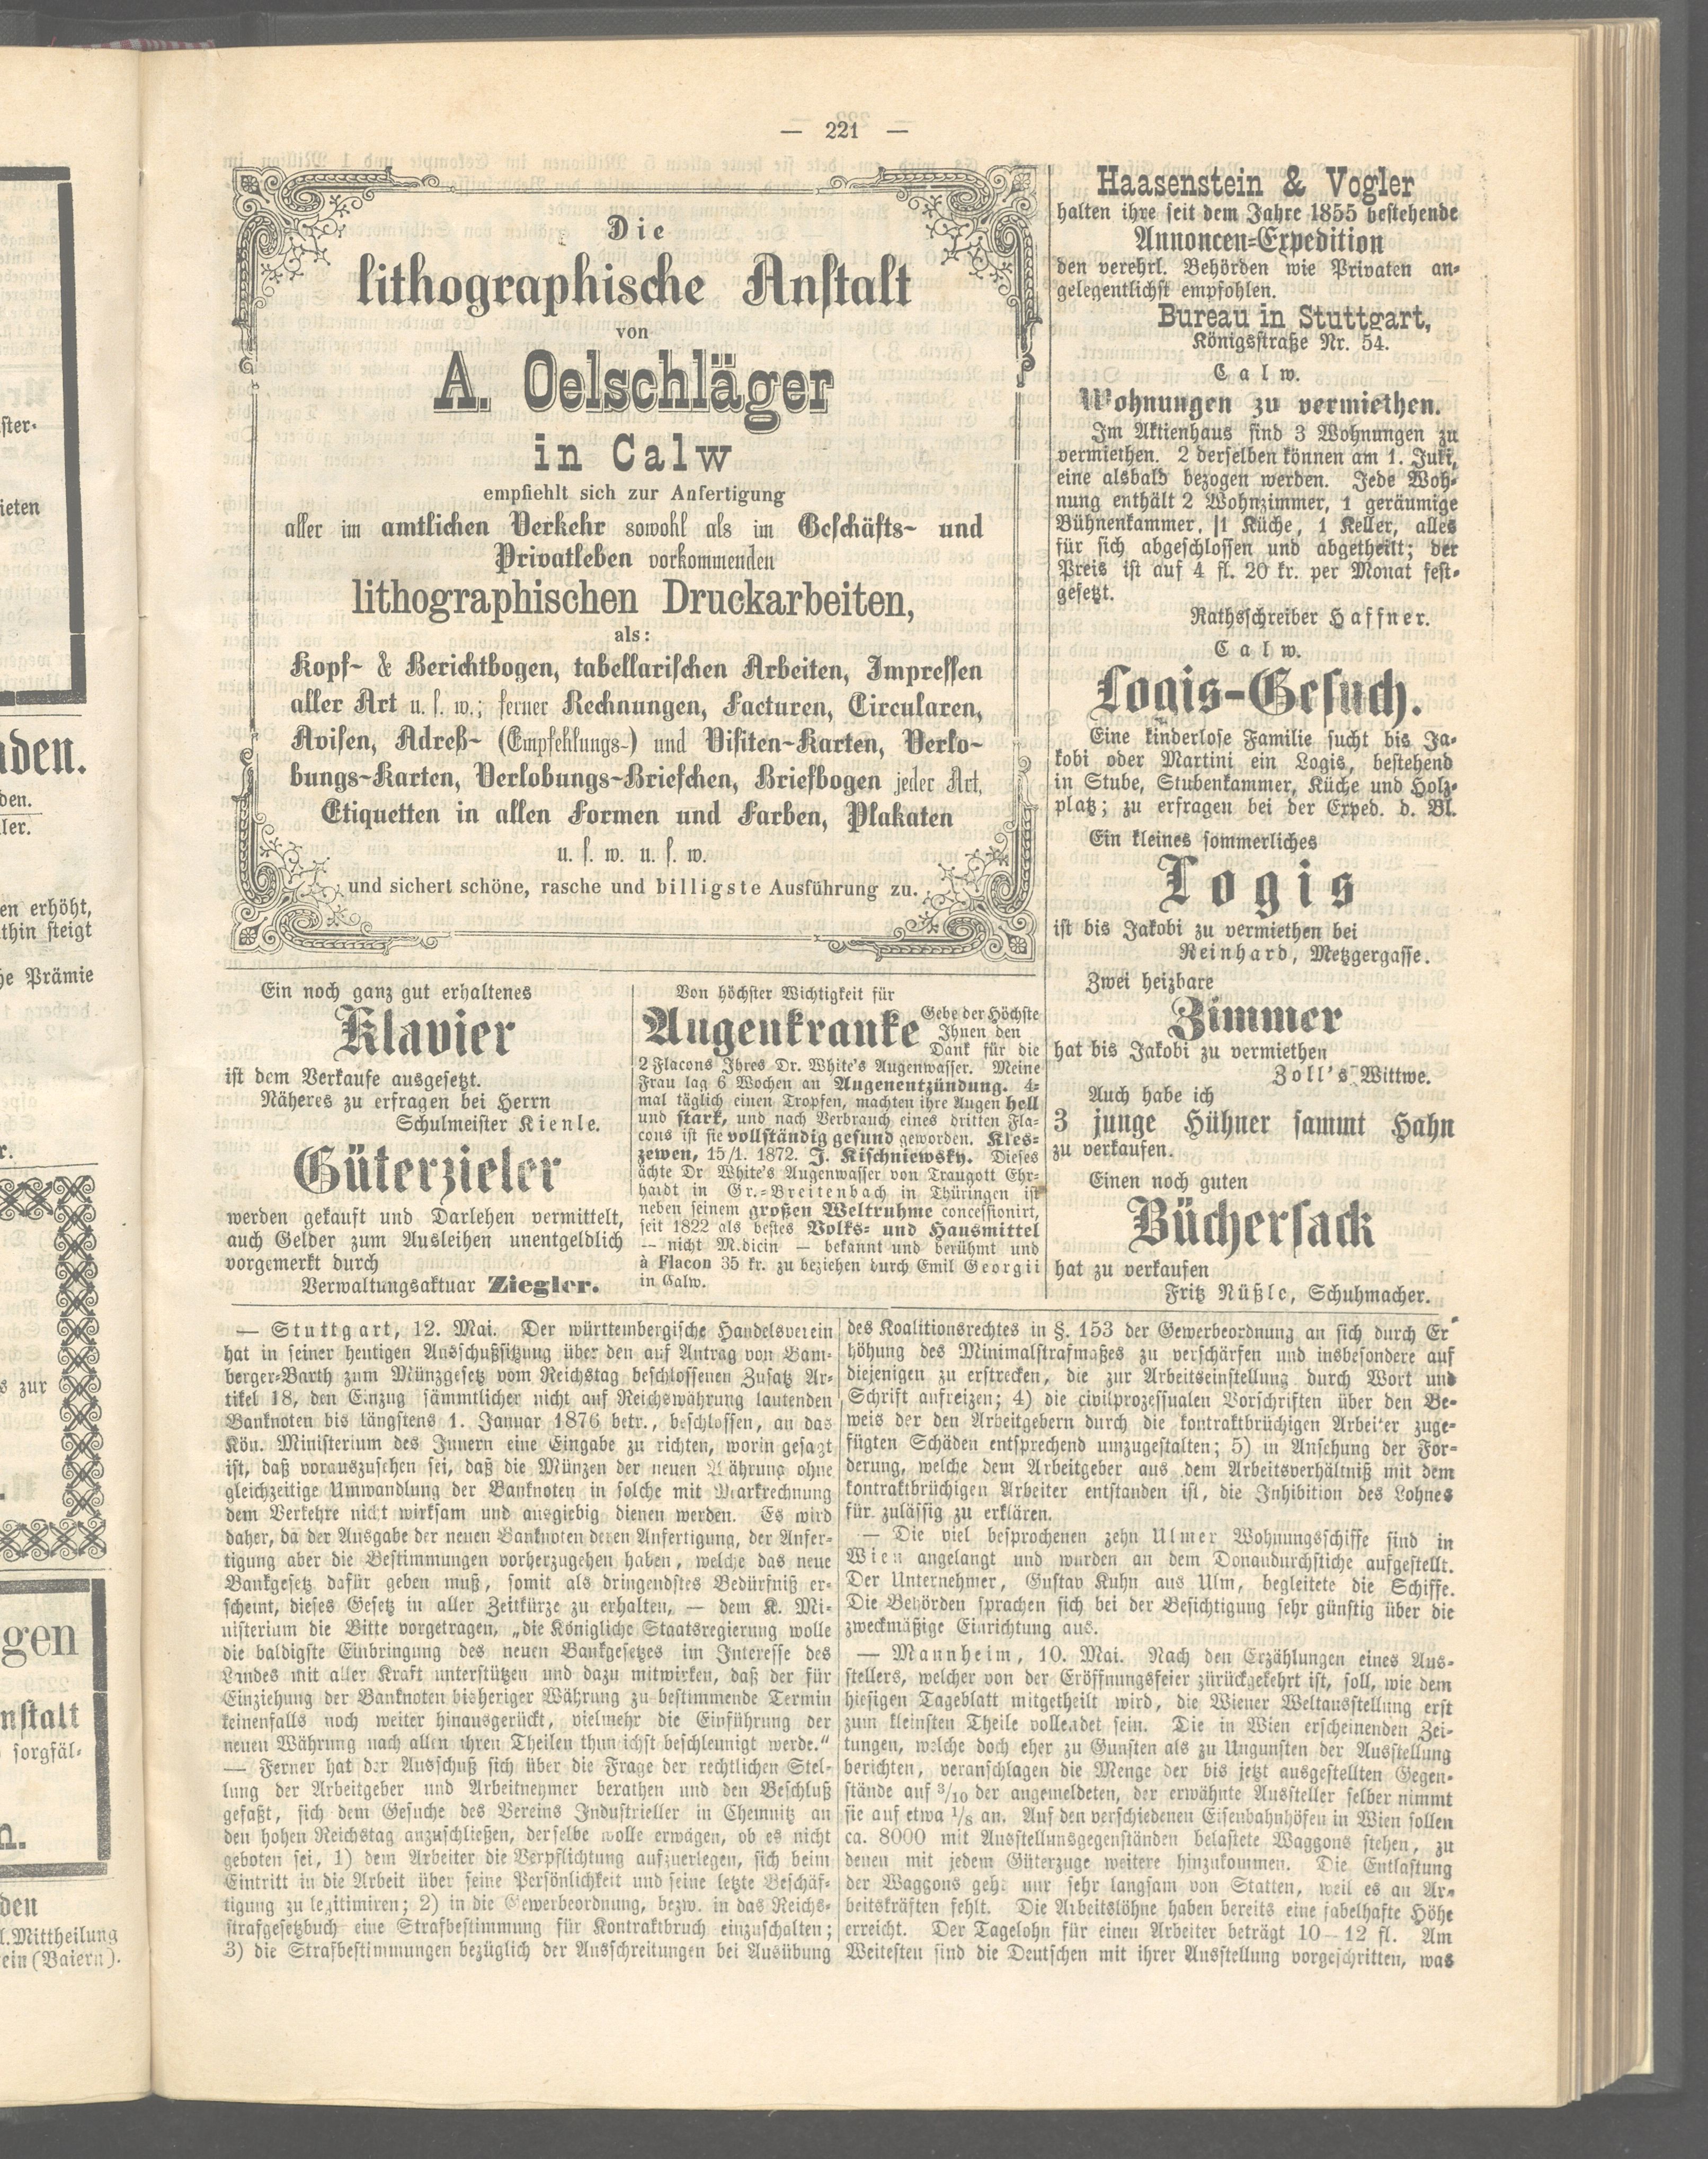 — 221 —
Die
lithographische Anstalt
von
A. Oelschläger
in Calw
empfiehlt sich zur Anfertigung
aller im amtlichen Verkehr sowohl als im Geschäfts- und
Privatleben vorkommenden
lithographischen Druckarbeiten,
als:
Kopf- & Berichtbogen, tabellarischen Arbeiten, Impressen
aller Art u. s. w.; ferner Rechnungen, Facturen, Circularen,
Avisen, Adreß- (Empfehlungs-) und Visiten-Karten, Verlo-
bungs-Karten, Verlobungs-Briefchen, Briefbogen jeder Art,
Etiquetten in allen Formen und Farben, Plakaten
u. s. w. u. s. w.
und sichert schöne, rasche und billigste Ausführung zu.
Ein noch ganz gut erhaltenes
Klavier
ist dem Verkaufe ausgesetzt.
Näheres zu erfragen bei Herrn
Schulmeister Kienle.
Güterzieler
werden gekauft und Darlehen vermittelt,
auch Gelder zum Ausleihen unentgeldlich
vorgemerkt durch
Verwaltungsaktuar Ziegler.
Von höchster Wichtigkeit für
Augenkranke Gebe der Höchste
Ihnen den
Dank für die
2 Flacons Ihres Dr. White's Augenwasser. Meine
Frau lag 6 Wochen an Augenentzündung. 4-
mal täglich einen Tropfen, machten ihre Augen hell
und stark, und nach Verbrauch eines dritten Fla-
cons ist sie vollständig gesund geworden. Kles-
zewen, 15/1. 1872. J. Kischniewsky. Dieses
ächte Dr White's Augenwasser von Traugott Ehr-
hardt in Gr.-Breitenbach in Thüringen ist
neben seinem großen Weltruhme concessionirt,
seit 1822 als bestes Volks- und Hausmittel
— nicht M.dicin — bekannt und berühmt und
à Flacon 35 kr. zu beziehen durch Emil Georgii
in Calw.
Haasenstein & Vogler
halten ihre seit dem Jahre 1855 bestehende
Annoncen-Expedition
den verehrl. Behörden wie Privaten an-
gelegentlichst empfohlen.
Bureau in Stuttgart,
Königsstraße Nr. 54.
Calw.
Wohnungen zu vermiethen.
Im Aktienhaus sind 3 Wohnungen zu
vermiethen. 2 derselben können am 1. Juli,
eine alsbald bezogen werden. Jede Woh-
nung enthält 2 Wohnzimmer, 1 geräumige
Bühnenkammer, 1 Küche, 1 Keller, alles
für sich abgeschlossen und abgetheilt; der
Preis ist auf 4 fl. 20 kr. per Monat fest-
gesetzt.
Rathsschreiber Haffner.
Calw.
Logis-Gesuch.
Eine kinderlose Familie sucht bis Ja-
kobi oder Martini ein Logis, bestehend
in Stube, Stubenkammer, Küche und Holz-
platz; zu erfragen bei der Exped. d. Bl.
Ein kleines sommerliches
Logis
ist bis Jakobi zu vermiethen bei
Reinhard, Metzgergasse.
Zwei heizbare
Zimmer
hat bis Jakobi zu vermiethen
Zoll's Wittwe.
Auch habe ich
3 junge Hühner sammt Hahn
zu verkaufen.
Einen noch guten
Büchersack
hat zu verkaufen
Fritz Nüßle, Schuhmacher.
— Stuttgart, 12. Mai. Der württembergische Handelsverein
hat in seiner heutigen Ausschußsitzung über den auf Antrag von Bam-
berger-Barth zum Münzgesetz vom Reichstag beschlossenen Zusatz Ar-
tikel 18, den Einzug sämmtlicher nicht auf Reichswährung lautenden
Banknoten bis längstens 1. Januar 1876 betr., beschlossen, an das
Kön. Ministerium des Innern eine Eingabe zu richten, worin gesagt
ist, daß vorauszusehen sei, daß die Münzen der neuen Währung ohne
gleichzeitige Umwandlung der Banknoten in solche mit Markrechnung
dem Verkehre nicht wirksam und ausgiebig dienen werden. Es wird
daher, da der Ausgabe der neuen Banknoten deren Anfertigung, der Anfer-
tigung aber die Bestimmungen vorherzugehen haben, welche das neue
Bankgesetz dafür geben muß, somit als dringendstes Bedürfniß er-
scheint, dieses Gesetz in aller Zeitkürze zu erhalten, — dem K. Mi-
nisterium die Bitte vorgetragen, „die Königliche Staatsregierung wolle
die baldigste Einbringung des neuen Bankgesetzes im Interesse des
Landes mit aller Kraft unterstützen und dazu mitwirken, daß der für
Einziehung der Banknoten bisheriger Währung zu bestimmende Termin
keinenfalls noch weiter hinausgerückt, vielmehr die Einführung der
neuen Währung nach allen ihren Theilen thunlichst beschleunigt werde.“
— Ferner hat der Ausschuß sich über die Frage der rechtlichen Stel-
lung der Arbeitgeber und Arbeitneymer berathen und den Beschluß
gefaßt, sich dem Gesuche des Vereins Industrieller in Chemnitz an
den hohen Reichstag anzuschließen, derselbe wolle erwägen, ob es nicht
geboten sei, 1) dem Arbeiter die Verpflichtung aufzuerlegen, sich beim
Eintritt in die Arbeit über seine Persönlichkeit und seine letzte Beschäf-
tigung zu legitimiren; 2) in die Gewerbeordnung, bezw. in das Reichs-
strafgesetzbuch eine Strafbestimmung für Kontraktbruch einzuschalten;
3) die Strafbestimmungen bezüglich der Ausschreitungen bei Ausübung
des Koalitionsrechtes in §. 153 der Gewerbeordnung an sich durch Er-
höhung des Minimalstrafmaßes zu verschärfen und insbesondere auf
diejenigen zu erstrecken, die zur Arbeitseinstellung durch Wort und
Schrift aufreizen; 4) die civilprozessualen Vorschriften über den Be-
weis der den Arbeitgebern durch die kontraktbrüchigen Arbeiter zuge-
fügten Schäden entsprechend umzugestalten; 5) in Ansehung der For-
derung, welche dem Arbeitgeber aus dem Arbeitsverhältniß mit dem
kontraktbrüchigen Arbeiter entstanden ist, die Inhibition des Lohnes
für zulässig zu erklären.
— Die viel besprochenen zehn Ulmer Wohnungsschiffe sind in
Wien angelangt und wurden an dem Donaudurchstiche aufgestellt.
Der Unternehmer, Gustav Kuhn aus Ulm, begleitete die Schiffe.
Die Behörden sprachen sich bei der Besichtigung sehr günstig über die
zweckmäßige Einrichtung aus.
— Mannheim, 10. Mai. Nach den Erzählungen eines Aus-
stellers, welcher von der Eröffnungsfeier zürückgekehrt ist, soll, wie dem
hiesigen Tageblatt mitgetheilt wird, die Wiener Weltausstellung erst
zum kleinsten Theile vollendet sein. Die in Wien erscheinenden Zei-
tungen, welche doch eher zu Gunsten als zu Ungunsten der Ausstellung
berichten, veranschlagen die Menge der bis jetzt ausgestellten Gegen-
stände auf 3/10 der angemeldeten, der erwähnte Aussteller selber nimmt
sie auf etwa 1/8 an. Auf den verschiedenen Eisenbahnhöfen in Wien sollen
ca. 8000 mit Ausstellunsgegenständen belastete Waggons stehen, zu
denen mit jedem Güterzuge weitere hinzukommen. Die Entlastung
der Waggons geht nur sehr langsam von Statten, weil es an Ar-
beitskräften fehlt. Die Arbeitslöhne haben bereits eine fabelhafte Höhe
erreicht. Der Tagelohn für einen Arbeiter beträgt 10—12 fl. Am
Weitesten sind die Deutschen mit ihrer Ausstellung vorgeschritten, was